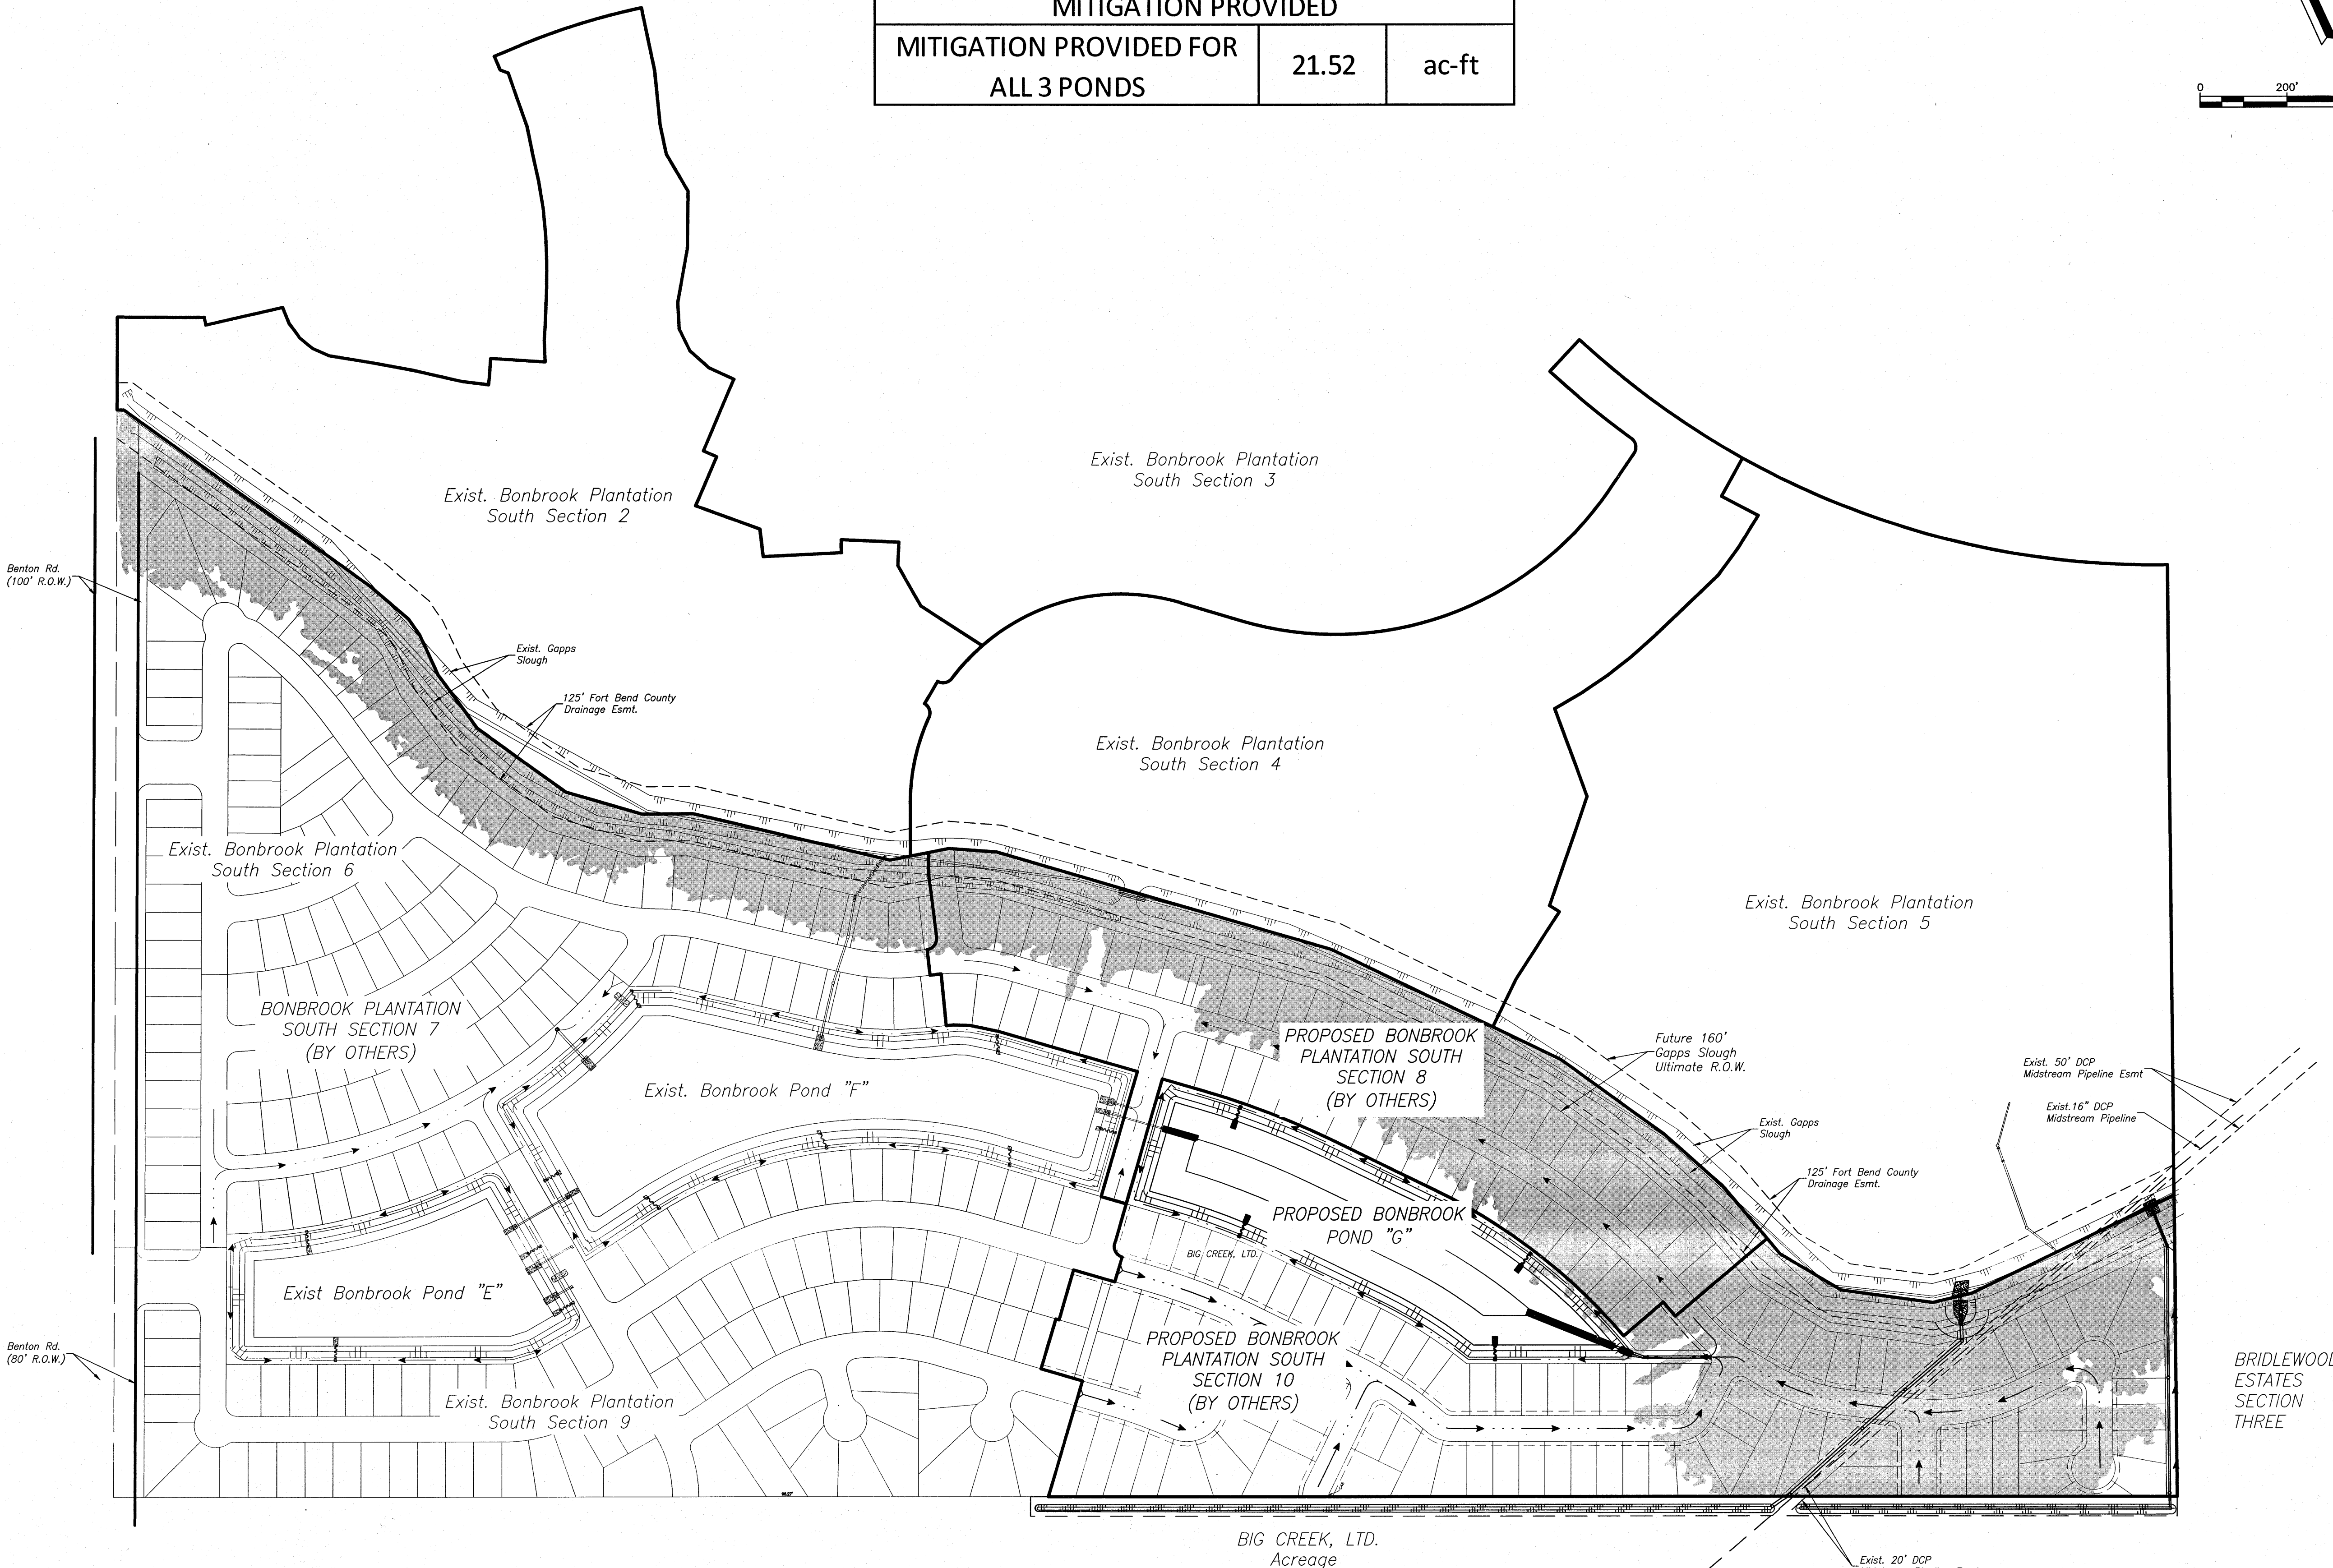 MITIGATION PROVIDED
MITIGATION PROVIDED FOR
ALL 3 PONDS
21.52
ac-ft
0
200'
Exist. Bonbrook Plantation
South Section 3
Exist. Bonbrook Plantation
South Section 2
Benton Rd.
(100' R.O.W.)
Exist. Gapps
Slough
125' Fort Bend County
Drainage Esmt.
Exist. Bonbrook Plantation
South Section 4
Exist. Bonbrook Plantation
South Section 6
Exist. Bonbrook Plantation
South Section 5
BONBROOK PLANTATION
SOUTH SECTION 7
(BY OTHERS)
Exist. Bonbrook Pond "F"
PROPOSED BONBROOK
PLANTATION SOUTH
SECTION 8
(BY OTHERS)
Future 160'
Gapps Slough
Ultimate R.O.W.
Exist. 50' DCP
Midstream Pipeline Esmt
Exist.16" DCP
Midstream Pipeline
Exist. Gapps
Slough
125' Fort Bend County
Drainage Esmt.
PROPOSED BONBROOK
POND "G"
BIG CREEK, LTD.
Exist Bonbrook Pond "E"
Benton Rd.
(80' R.O.W.)
PROPOSED BONBROOK
PLANTATION SOUTH
SECTION 10
(BY OTHERS)
Exist. Bonbrook Plantation
South Section 9
BRIDLEWOOD
ESTATES
SECTION
THREE
BIG CREEK, LTD.
Acreage
Exist. 20' DCP